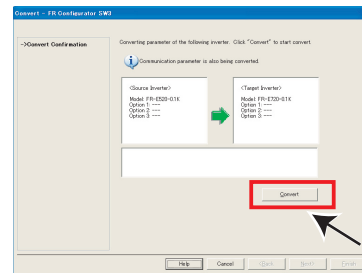 Convert - FR Configurator SW3
->Convert Confirmation
Converting parameter of the following inverter. Click "Convert" to start convert.
Communication parameter is also being converted.
<Source Inverter>
Model: FR-E520-0.1K
Option 1: ---
Option 2: ---
Option 3: ---
<Target Inverter>
Model: FR-E720-0.1K
Option 1: ---
Option 2: ---
Option 3: ---
Convert
Help
Cancel
<Back
Next>
Finish